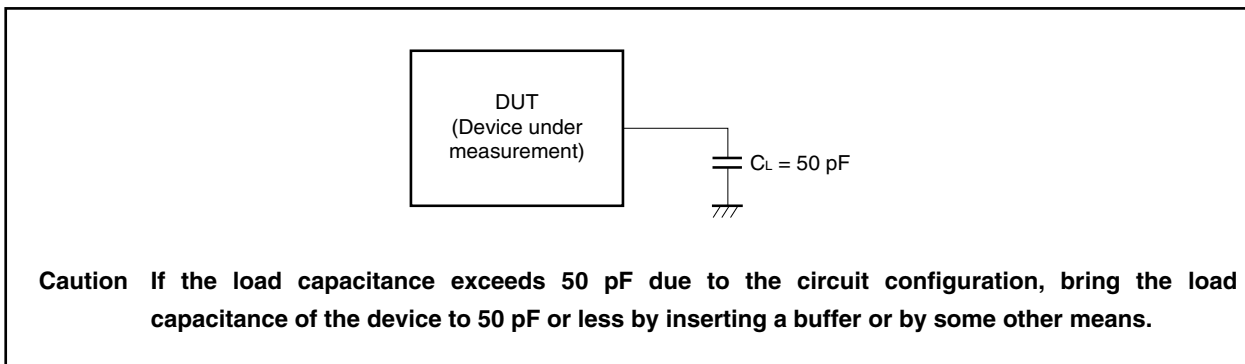 DUT
(Device under
measurement)
CL = 50 pF
Caution If the load capacitance exceeds 50 pF due to the circuit configuration, bring the load
capacitance of the device to 50 pF or less by inserting a buffer or by some other means.